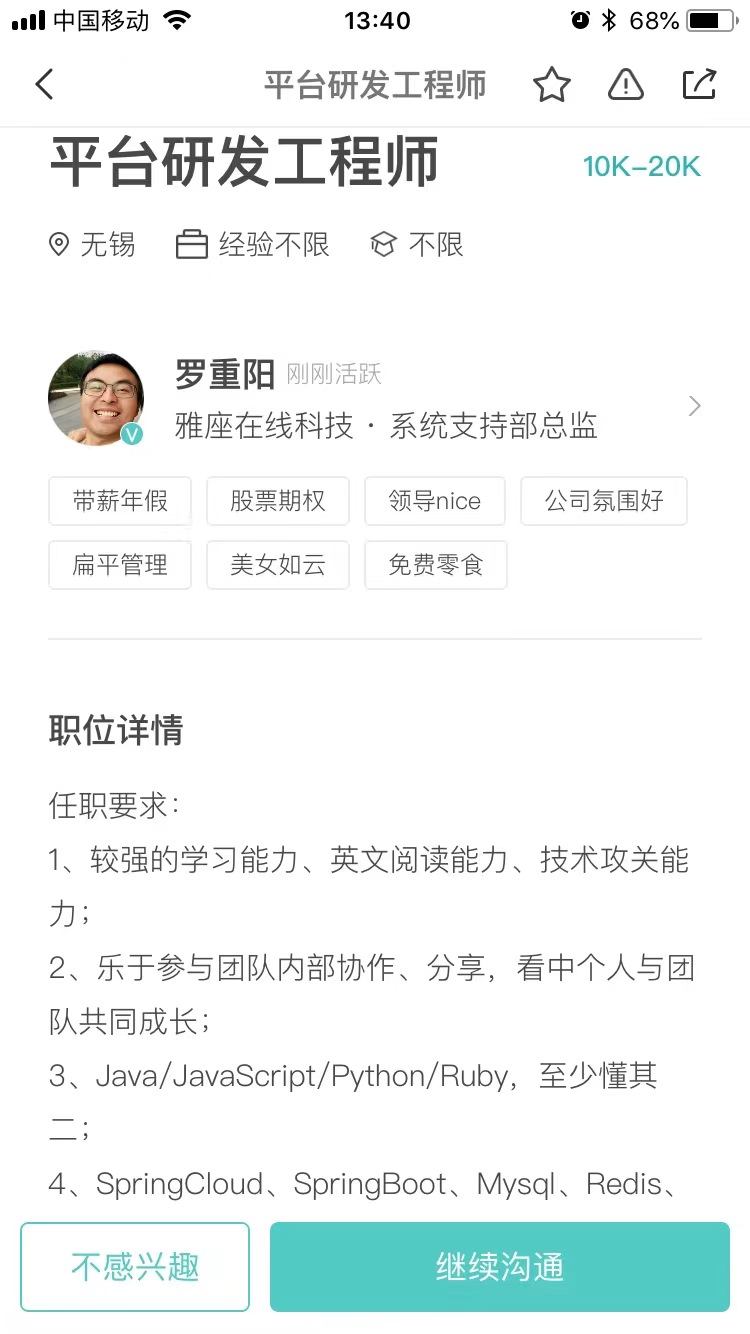 中国移动 13:40 68%
平台研发工程师
平台研发工程师 10K-20K
无锡 经验不限 不限
罗重阳 刚刚活跃
雅座在线科技·系统支持部总监
V
带薪年假 股票期权 领导nice 公司氛围好
扁平管理 美女如云 免费零食
职位详情
任职要求：
1、较强的学习能力、英文阅读能力、技术攻关能
力；
2、乐于参与团队内部协作、分享，看中个人与团
队共同成长；
3、Java/JavaScript/Python/Ruby，至少懂其
二；
4、SpringCloud、SpringBoot、Mysql、Redis、
不感兴趣 继续沟通